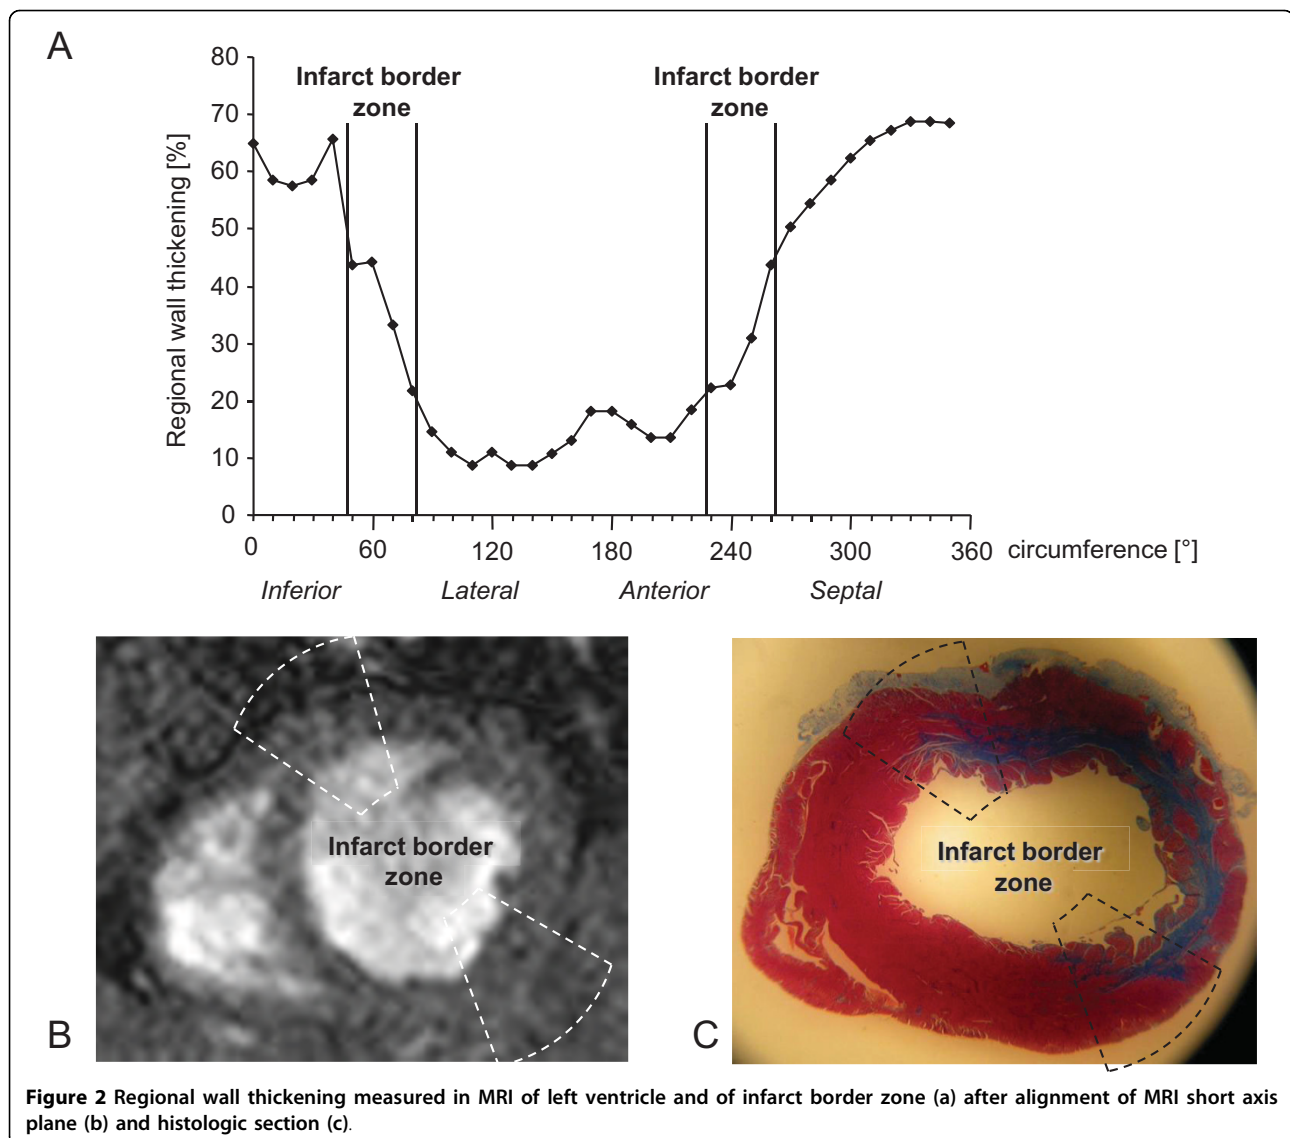 A
Infarct border
zone
Infarct border
zone
Regional wall thickening [%]
80
70
60
50
40
30
20
10
0
0 60 120 180 240 300 360 circumference [°]
Inferior Lateral Anterior Septal
Infarct border
zone
B
Infarct border
zone
C
Figure 2 Regional wall thickening measured in MRI of left ventricle and of infarct border zone (a) after alignment of MRI short axis
plane (b) and histologic section (c).